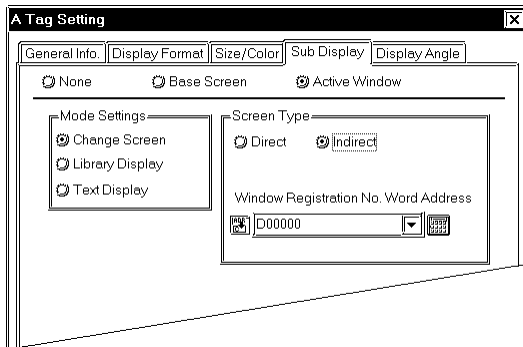 A Tag Setting
General Info. Display Format Size/Color Sub Display Display Angle
None Base Screen Active Window
Mode Settings
Change Screen
Library Display
Text Display
Screen Type
Direct Indirect
Window Registration No. Word Address
D00000